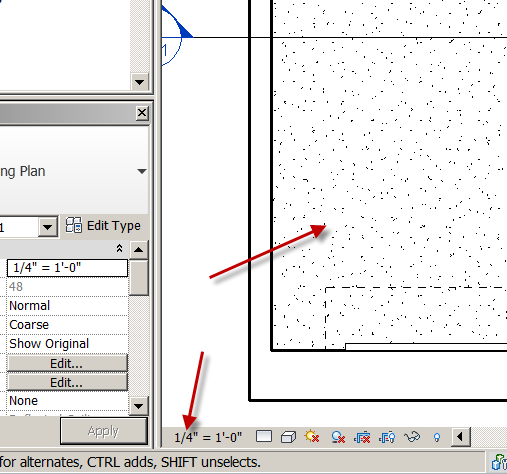 1
ng Plan
1
Edit Type
1/4" = 1'-0"
48
Normal
Coarse
Show Original
Edit...
Edit...
None
Apply
1/4" = 1'-0"
for alternates, CTRL adds, SHIFT unselects.